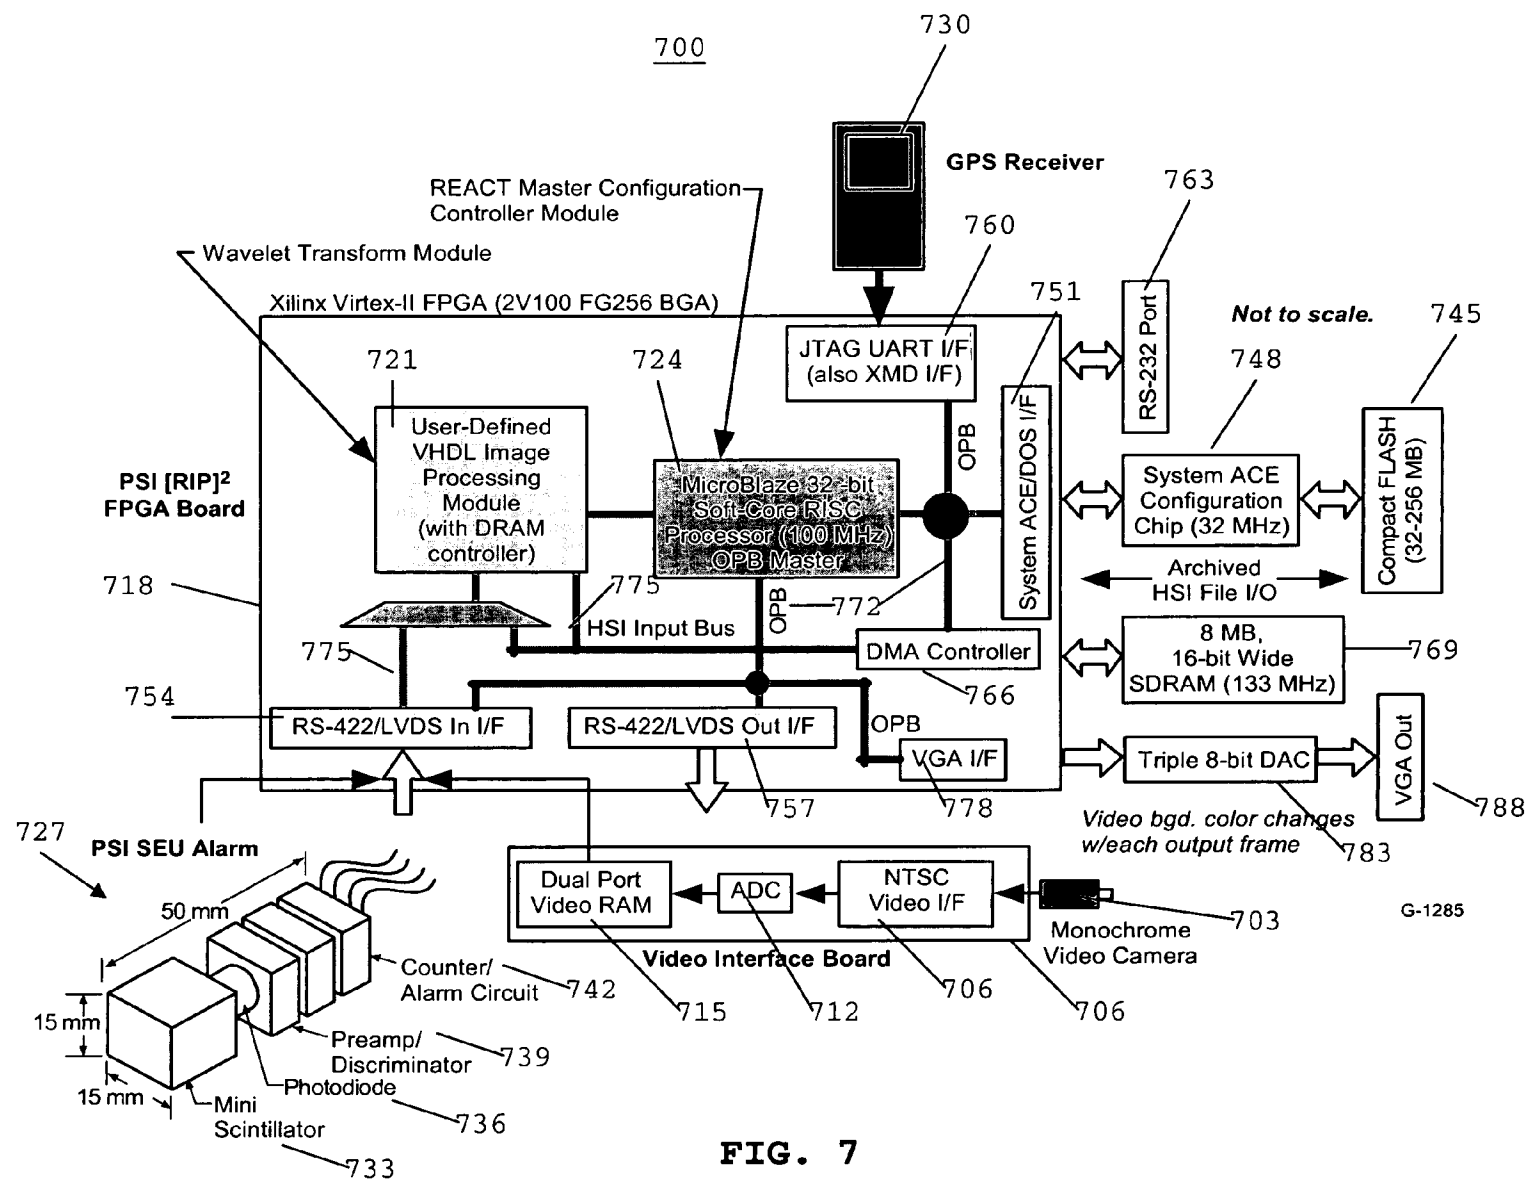 730
700
GPS Receiver
REACT Master Configuration
Controller Module
763
760
Wavelet Transform Module
751
Xilinx Virtex-II FPGA (2V100 FG256 BGA)
Not to scale.
745
JTAG UART I/F
(also XMD I/F)
RS-232 Port
721
724
748
User-Defined
VHDL Image
Processing
Module
(with DRAM
controller)
OPB
System ACE/DOS I/F
System ACE
Configuration
Chip (32 MHz)
Compact FLASH
(32-256 MB)
MicroBlaze 32-bit
Soft-Core RISC
Processor (100 MHz)
OPB Master
PSI [RIP]²
FPGA Board
718
775
OPB
772
Archived
HSI File I/O
HSI Input Bus
775
DMA Controller
766
8 MB,
16-bit Wide
SDRAM (133 MHz)
769
754
RS-422/LVDS In I/F
RS-422/LVDS Out I/F
OPB
VGA I/F
Triple 8-bit DAC
VGA Out
757
778
788
Video bgd. color changes
w/each output frame
783
727
PSI SEU Alarm
50 mm
Dual Port
Video RAM
ADC
NTSC
Video I/F
703
G-1285
Monochrome
Video Camera
Video Interface Board
Counter/
Alarm Circuit
742
715
712
706
706
15 mm
Preamp/
Discriminator
739
15 mm
Photodiode
736
Mini
Scintillator
733
FIG. 7